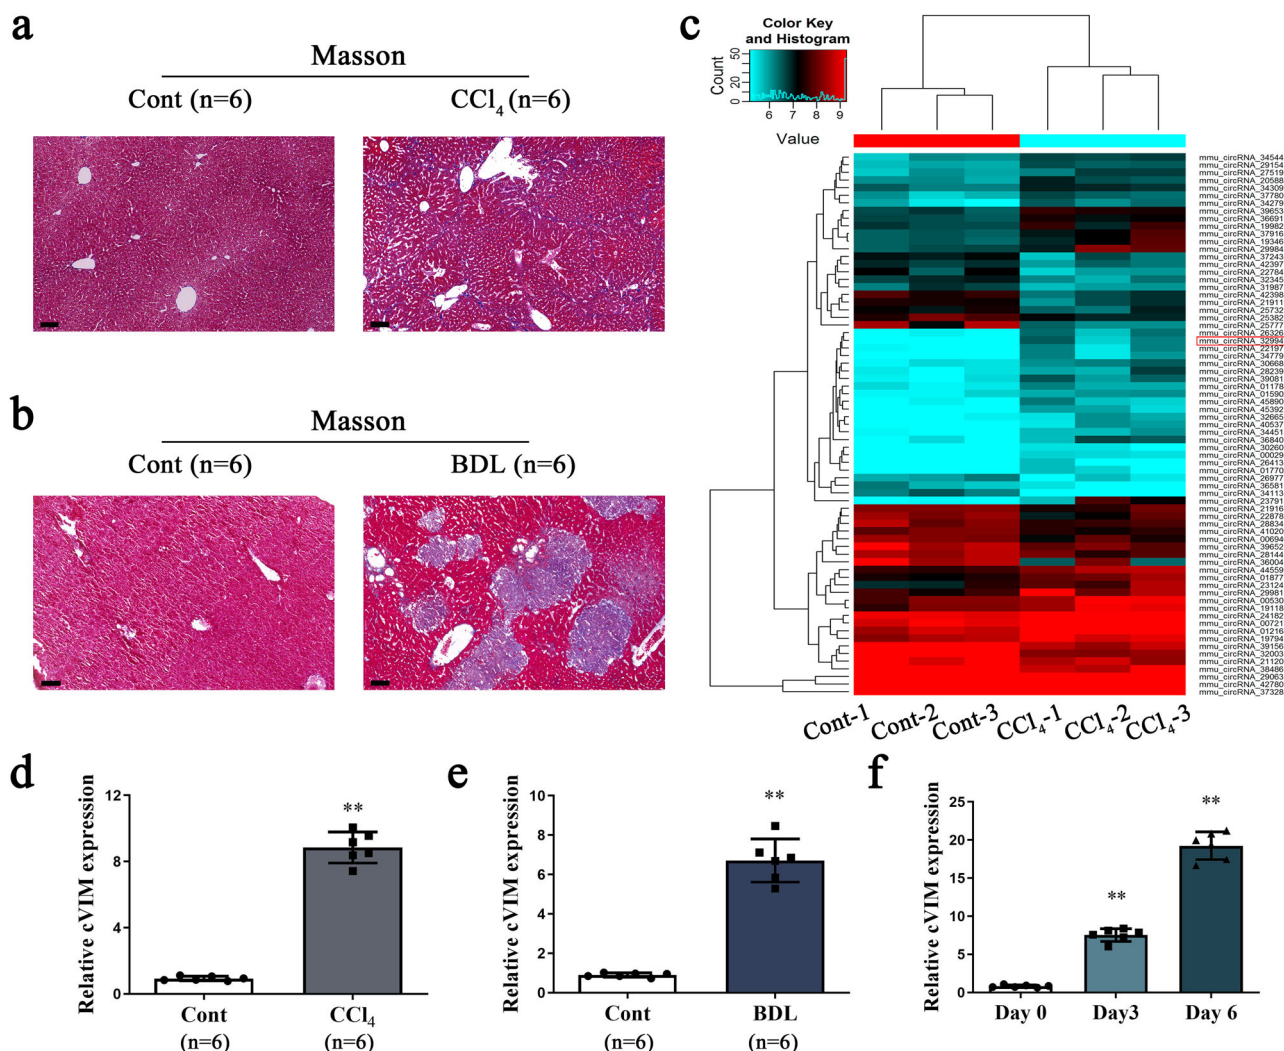 a
Masson
Cont (n=6)
CCl4 (n=6)
b
Masson
Cont (n=6)
BDL (n=6)
c
Color Key
and Histogram
Count
0 10 30 50
6 7 8 9
Value
mmu_circRNA_34544
mmu_circRNA_29154
mmu_circRNA_27519
mmu_circRNA_20588
mmu_circRNA_34309
mmu_circRNA_37780
mmu_circRNA_34279
mmu_circRNA_39653
mmu_circRNA_36691
mmu_circRNA_19982
mmu_circRNA_37916
mmu_circRNA_19346
mmu_circRNA_29984
mmu_circRNA_37243
mmu_circRNA_42397
mmu_circRNA_22784
mmu_circRNA_32345
mmu_circRNA_31987
mmu_circRNA_42398
mmu_circRNA_21911
mmu_circRNA_25732
mmu_circRNA_25382
mmu_circRNA_25777
mmu_circRNA_26326
mmu_circRNA_32994
mmu_circRNA_22197
mmu_circRNA_34779
mmu_circRNA_30668
mmu_circRNA_28239
mmu_circRNA_39081
mmu_circRNA_01178
mmu_circRNA_01590
mmu_circRNA_45890
mmu_circRNA_45392
mmu_circRNA_32665
mmu_circRNA_40537
mmu_circRNA_34451
mmu_circRNA_36840
mmu_circRNA_30260
mmu_circRNA_00029
mmu_circRNA_26413
mmu_circRNA_01770
mmu_circRNA_26977
mmu_circRNA_36581
mmu_circRNA_34113
mmu_circRNA_23791
mmu_circRNA_21916
mmu_circRNA_22878
mmu_circRNA_28834
mmu_circRNA_41020
mmu_circRNA_00694
mmu_circRNA_39652
mmu_circRNA_28144
mmu_circRNA_36004
mmu_circRNA_44559
mmu_circRNA_01877
mmu_circRNA_23124
mmu_circRNA_29981
mmu_circRNA_00530
mmu_circRNA_19118
mmu_circRNA_24182
mmu_circRNA_00721
mmu_circRNA_01216
mmu_circRNA_19794
mmu_circRNA_39156
mmu_circRNA_32003
mmu_circRNA_21120
mmu_circRNA_38486
mmu_circRNA_29063
mmu_circRNA_42780
mmu_circRNA_37328
Cont-1 Cont-2 Cont-3 CCl4-1 CCl4-2 CCl4-3
d
Relative cVIM expression
12
8
4
0
**
Cont
(n=6)
CCl4
(n=6)
e
Relative cVIM expression
10
8
6
4
2
0
**
Cont
(n=6)
BDL
(n=6)
f
Relative cVIM expression
25
20
15
10
5
0
**
**
Day 0 Day3 Day 6